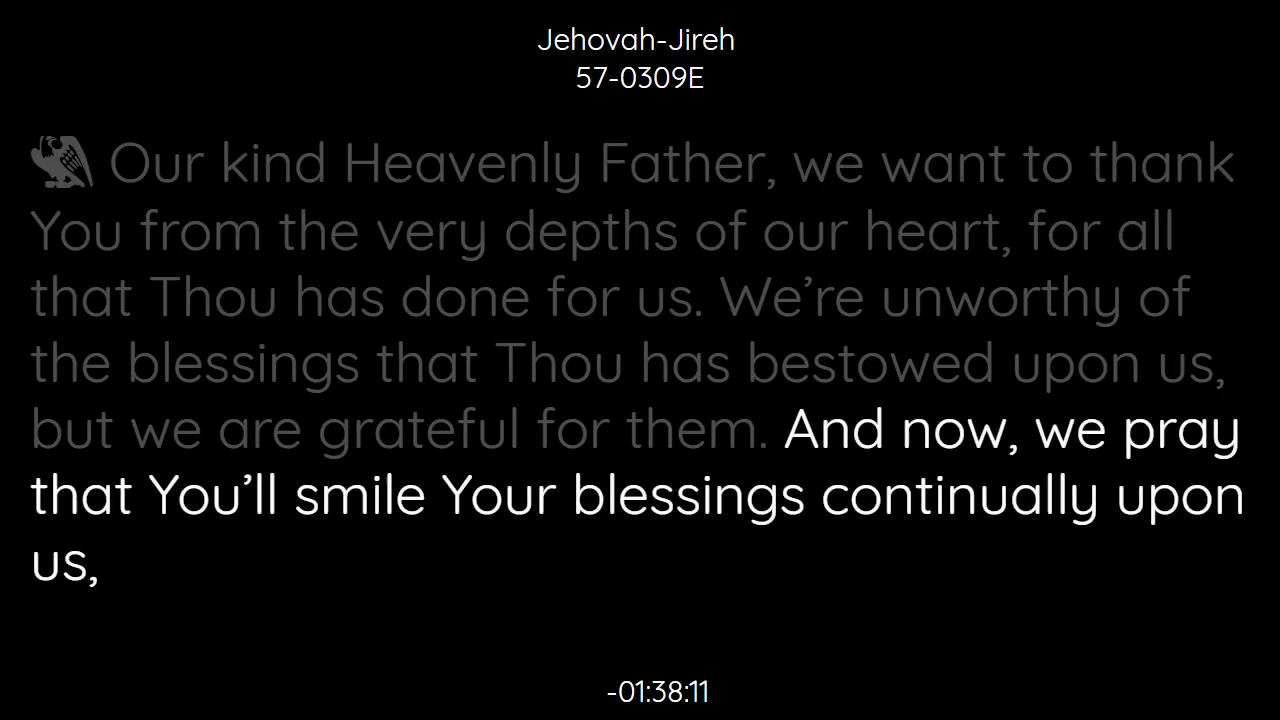 Jehovah-Jireh
57-0309E
Our kind Heavenly Father, we want to thank
You from the very depths of our heart, for all
that Thou has done for us. We’re unworthy of
the blessings that Thou has bestowed upon us,
but we are grateful for them. And now, we pray
that You’ll smile Your blessings continually upon
us,
-01:38:11